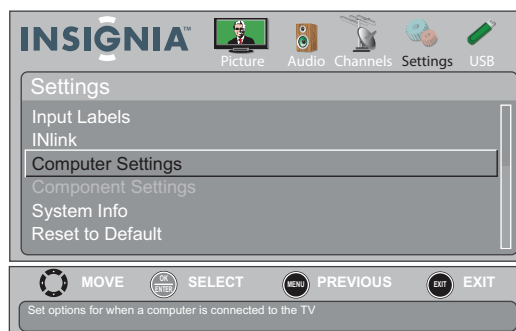 INSIGNIA™
Picture Audio Channels Settings USB
Settings
Input Labels
INlink
Computer Settings
Component Settings
System Info
Reset to Default
MOVE OK ENTER SELECT MENU PREVIOUS EXIT EXIT
Set options for when a computer is connected to the TV